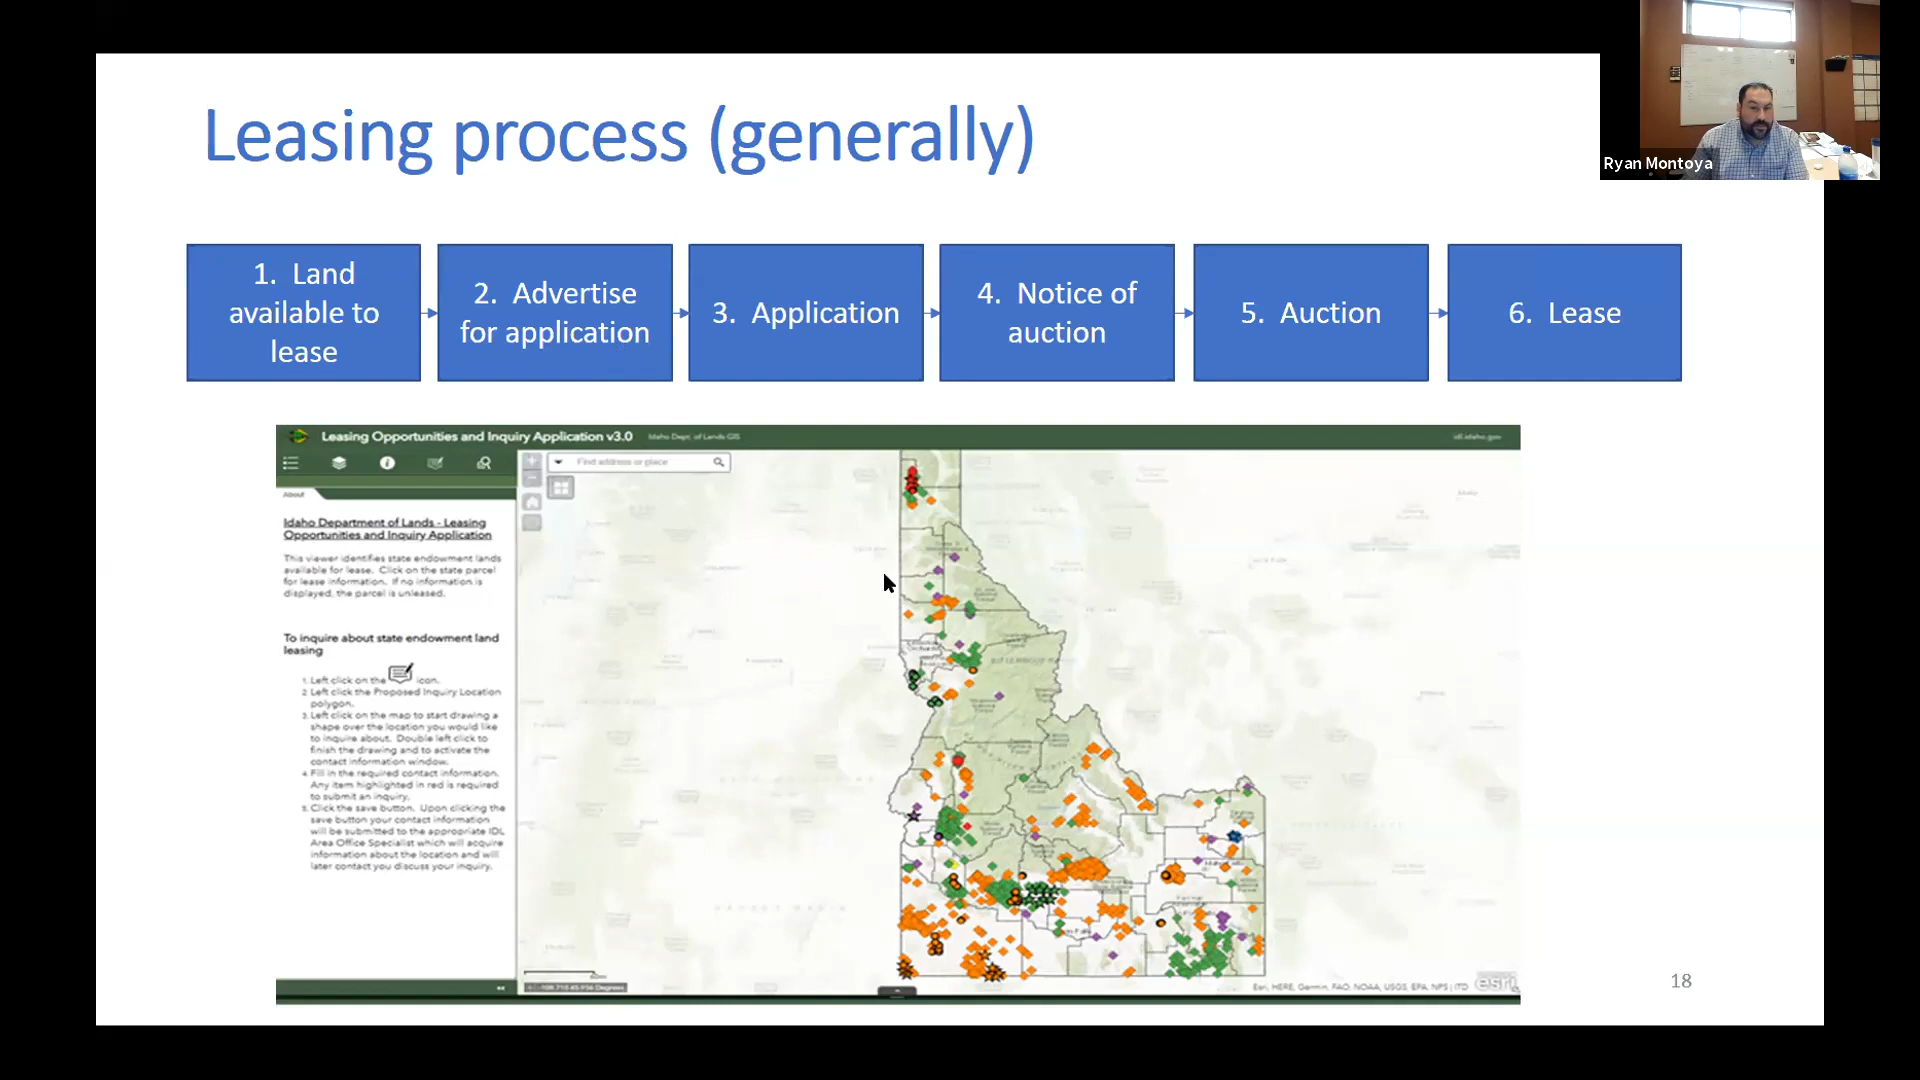 Leasing process (generally)
Ryan Montoya
1. Land
available to
lease
2. Advertise
for application
3. Application
4. Notice of
auction
5. Auction
6. Lease
Leasing Opportunities and Inquiry Application v3.0 Idaho Dept. of Lands GIS
idl.idaho.gov
Find address or place
About
Idaho Department of Lands - Leasing
Opportunities and Inquiry Application
This viewer identifies state endowment lands
available for lease. Click on the state parcel
for lease information. If no information is
displayed, the parcel is unleased.
To inquire about state endowment land
leasing
1. Left click on the icon.
2. Left click the Proposed Inquiry Location
polygon.
3. Left click on the map to start drawing a
shape over the location you would like
to inquire about. Double left click to
finish the drawing and to activate the
contact information window.
4. Fill in the required contact information.
Any item highlighted in red is required
to submit an inquiry.
5. Click the save button. Upon clicking the
save button your contact information
will be submitted to the appropriate IDL
Area Office Specialist which will acquire
information about the location and will
later contact you discuss your inquiry.
Esri, HERE, Garmin, FAO, NOAA, USGS, EPA, NPS | ITD
esri
18